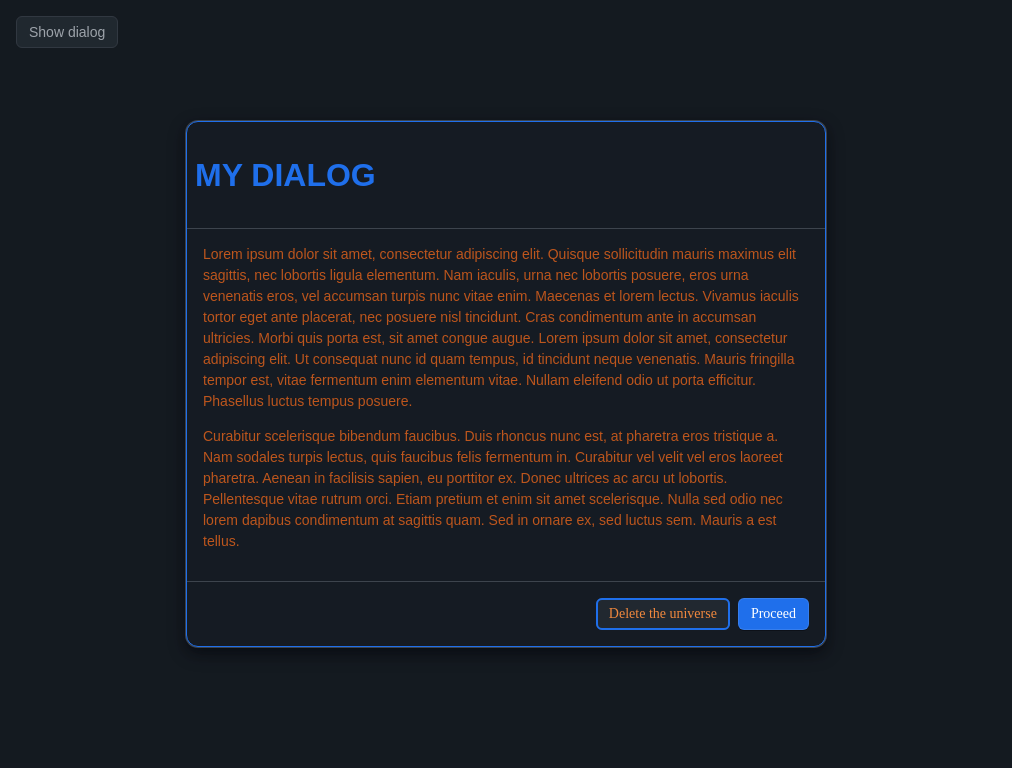 Show dialog
MY DIALOG
Lorem ipsum dolor sit amet, consectetur adipiscing elit. Quisque sollicitudin mauris maximus elit
sagittis, nec lobortis ligula elementum. Nam iaculis, urna nec lobortis posuere, eros urna
venenatis eros, vel accumsan turpis nunc vitae enim. Maecenas et lorem lectus. Vivamus iaculis
tortor eget ante placerat, nec posuere nisl tincidunt. Cras condimentum ante in accumsan
ultricies. Morbi quis porta est, sit amet congue augue. Lorem ipsum dolor sit amet, consectetur
adipiscing elit. Ut consequat nunc id quam tempus, id tincidunt neque venenatis. Mauris fringilla
tempor est, vitae fermentum enim elementum vitae. Nullam eleifend odio ut porta efficitur.
Phasellus luctus tempus posuere.
Curabitur scelerisque bibendum faucibus. Duis rhoncus nunc est, at pharetra eros tristique a.
Nam sodales turpis lectus, quis faucibus felis fermentum in. Curabitur vel velit vel eros laoreet
pharetra. Aenean in facilisis sapien, eu porttitor ex. Donec ultrices ac arcu ut lobortis.
Pellentesque vitae rutrum orci. Etiam pretium et enim sit amet scelerisque. Nulla sed odio nec
lorem dapibus condimentum at sagittis quam. Sed in ornare ex, sed luctus sem. Mauris a est
tellus.
Delete the universe
Proceed